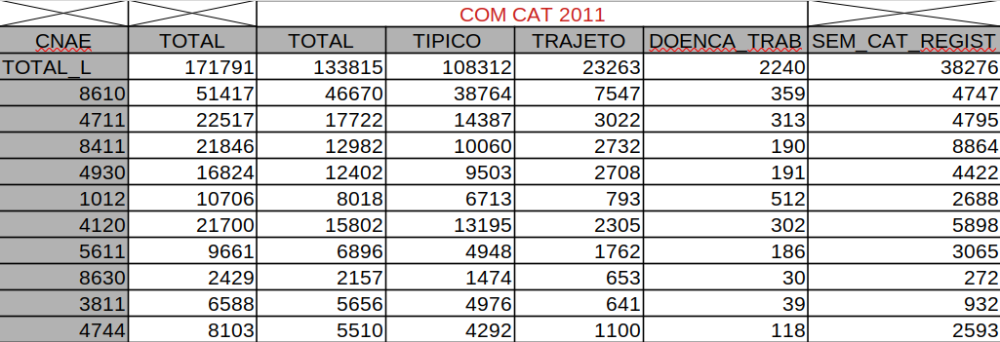 COM CAT 2011
CNAE TOTAL TOTAL TIPICO TRAJETO DOENCA_TRAB SEM_CAT_REGIST
TOTAL_L 171791 133815 108312 23263 2240 38276
8610 51417 46670 38764 7547 359 4747
4711 22517 17722 14387 3022 313 4795
8411 21846 12982 10060 2732 190 8864
4930 16824 12402 9503 2708 191 4422
1012 10706 8018 6713 793 512 2688
4120 21700 15802 13195 2305 302 5898
5611 9661 6896 4948 1762 186 3065
8630 2429 2157 1474 653 30 272
3811 6588 5656 4976 641 39 932
4744 8103 5510 4292 1100 118 2593